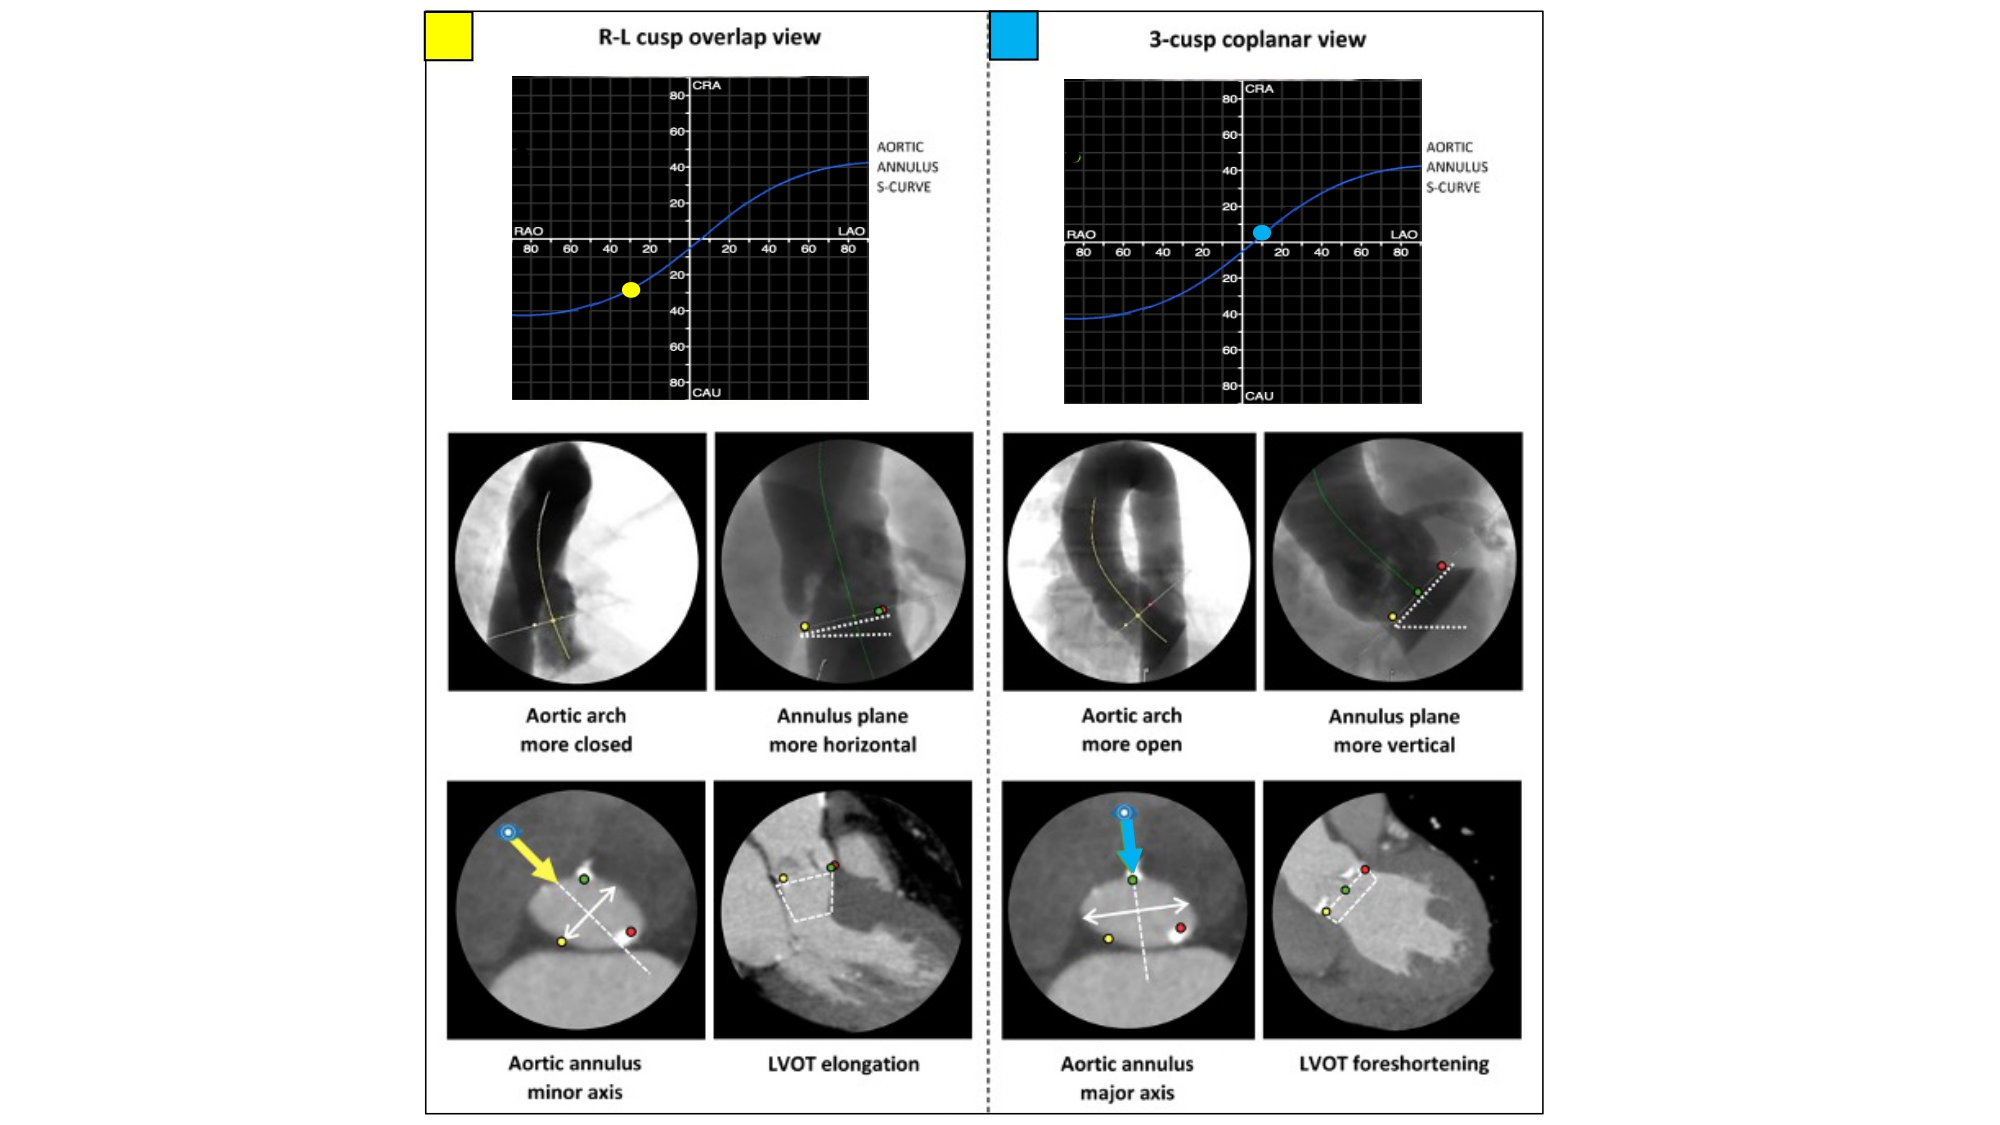 R-L cusp overlap view
CRA
80
60
40
20
RAO
LAO
80 60 40 20 20 40 60 80
20
40
60
80
CAU
AORTIC
ANNULUS
S-CURVE
Aortic arch
more closed
Annulus plane
more horizontal
Aortic annulus
minor axis
LVOT elongation
3-cusp coplanar view
CRA
80
60
40
20
RAO
LAO
80 60 40 20 20 40 60 80
20
40
60
80
CAU
AORTIC
ANNULUS
S-CURVE
Aortic arch
more open
Annulus plane
more vertical
Aortic annulus
major axis
LVOT foreshortening